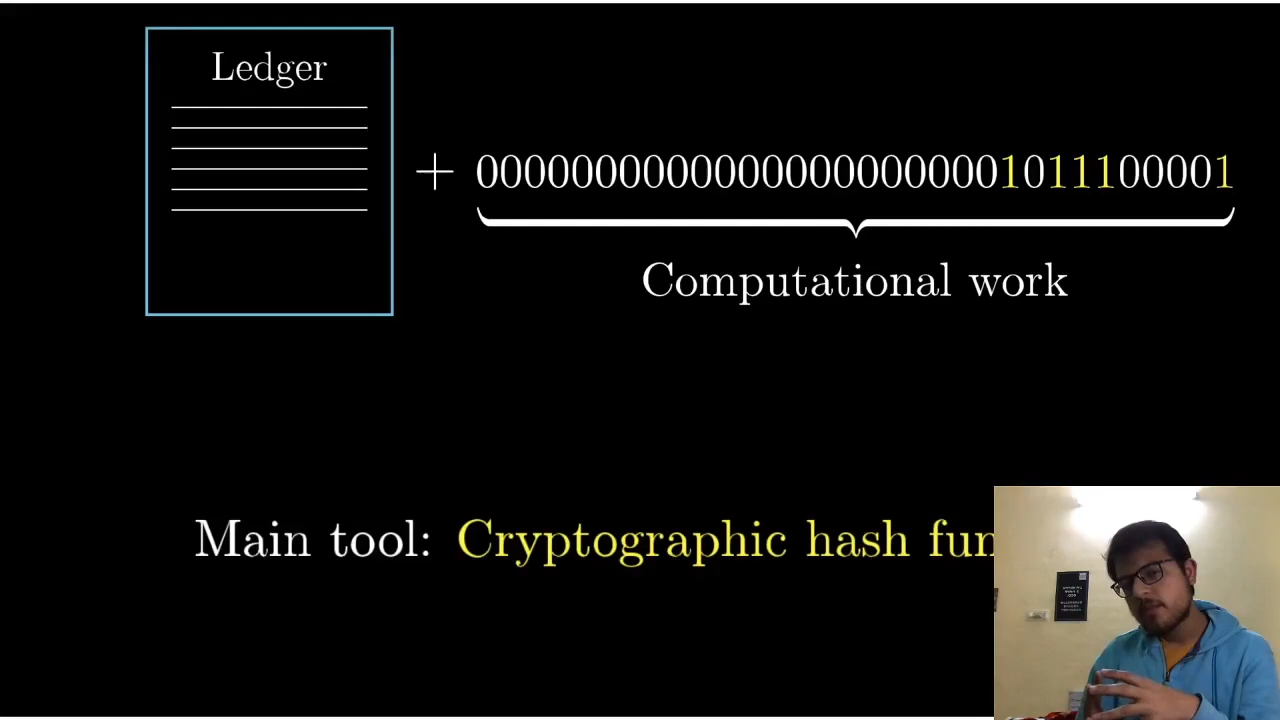 Ledger
+ 00000000000000000000001011100001
Computational work
Main tool: Cryptographic hash fun